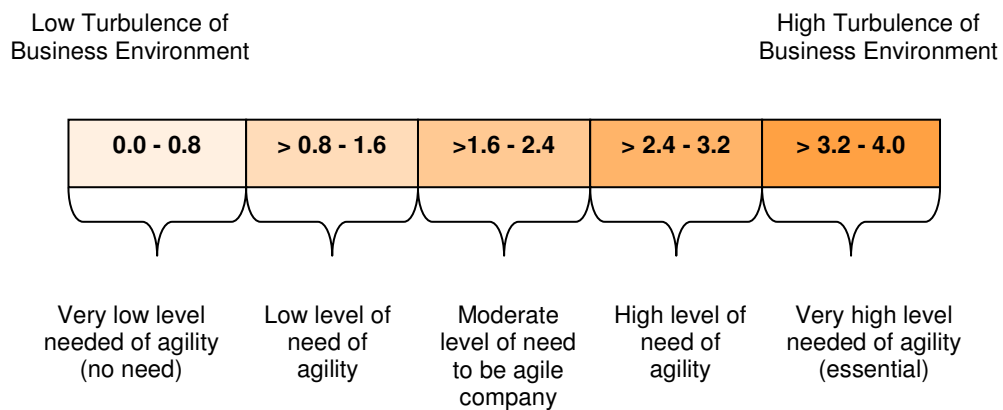 Low Turbulence of
Business Environment
High Turbulence of
Business Environment
0.0 - 0.8
> 0.8 - 1.6
>1.6 - 2.4
> 2.4 - 3.2
> 3.2 - 4.0
Very low level
needed of agility
(no need)
Low level of
need of
agility
Moderate
level of need
to be agile
company
High level of
need of
agility
Very high level
needed of agility
(essential)